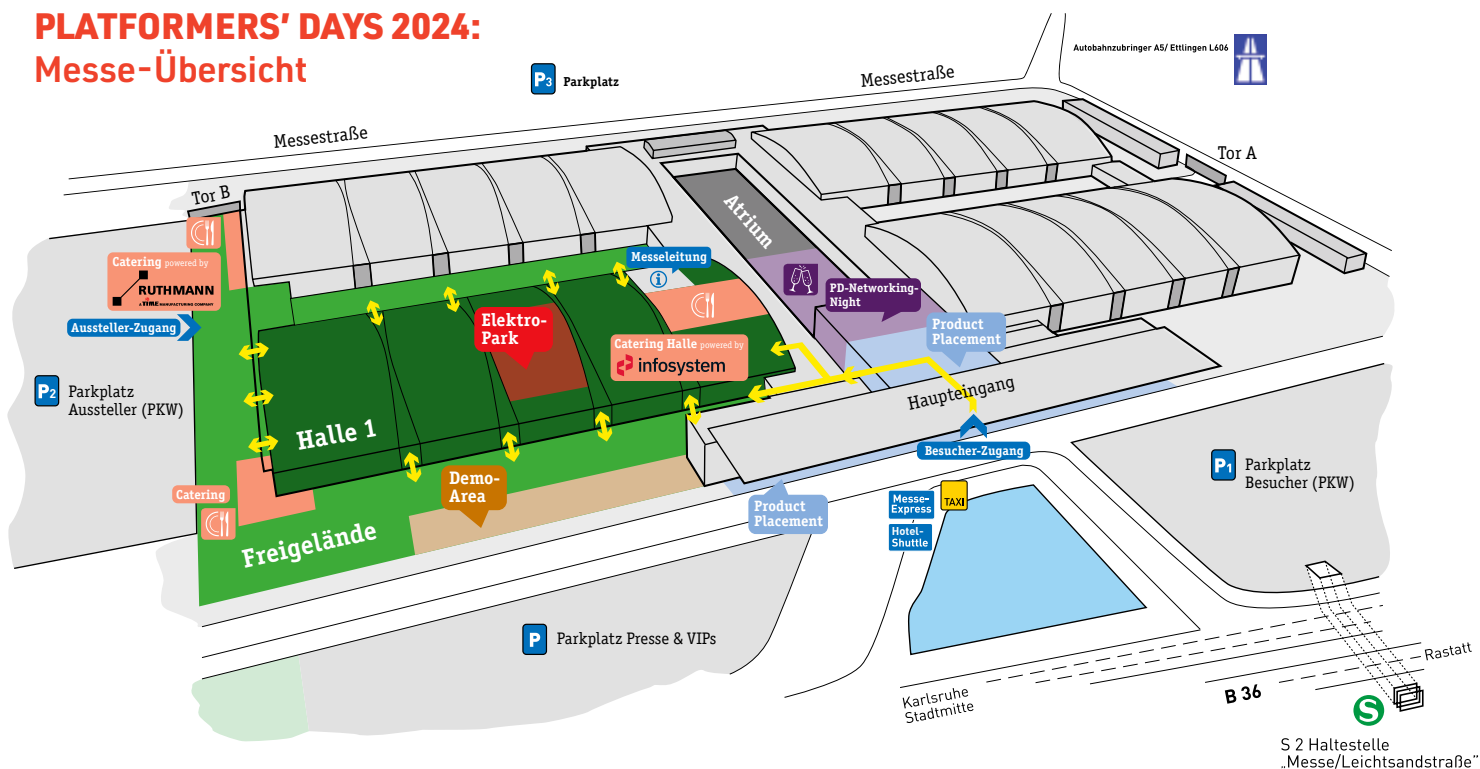 PLATFORMERS' DAYS 2024:
Messe-Übersicht
Autobahnzubringer A5/ Ettlingen L606
P3 Parkplatz
Messestraße
Messestraße
Tor A
Tor B
Atrium
Catering powered by
RUTHMANN
A TIME MANUFACTURING COMPANY
Messeleitung
i
PD-Networking-
Night
Aussteller-Zugang
Elektro-
Park
Product
Placement
Catering Halle powered by
infosystem
P2 Parkplatz
Aussteller (PKW)
Haupteingang
Halle 1
Besucher-Zugang
P1 Parkplatz
Besucher (PKW)
Demo-
Area
Catering
Messe-
Express
TAXI
Hotel-
Shuttle
Product
Placement
Freigelände
P Parkplatz Presse & VIPs
Rastatt
Karlsruhe
Stadtmitte
B 36
S
S 2 Haltestelle
„Messe/Leichtsandstraße"